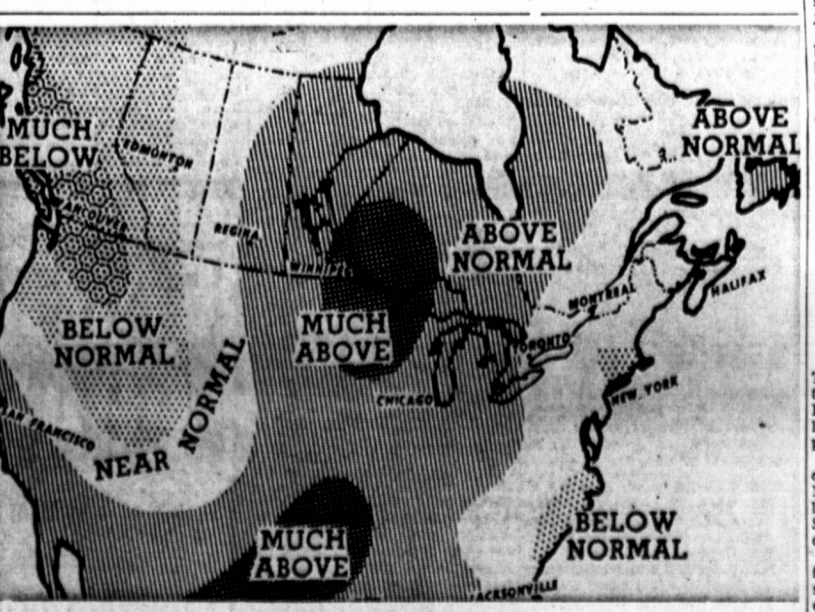 MUCH
BELOW
EDMONTON
VANCOUVER
REGINA
WINNIPEG
ABOVE
NORMAL
ABOVE
NORMAL
MONTREAL
HALIFAX
TORONTO
BELOW
NORMAL
MUCH
ABOVE
CHICAGO
NEW YORK
SAN FRANCISCO
NEAR NORMAL
MUCH
ABOVE
BELOW
NORMAL
JACKSONVILLE